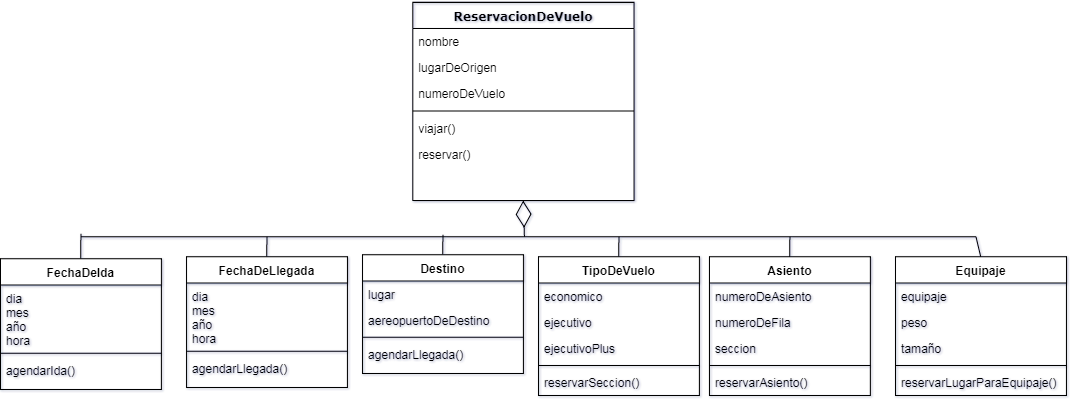 ReservacionDeVuelo
nombre
lugarDeOrigen
numeroDeVuelo
viajar()
reservar()
FechaDeIda
dia
mes
año
hora
agendarIda()
FechaDeLlegada
dia
mes
año
hora
agendarLlegada()
Destino
lugar
aereopuertoDeDestino
agendarLlegada()
TipoDeVuelo
economico
ejecutivo
ejecutivoPlus
reservarSeccion()
Asiento
numeroDeAsiento
numeroDeFila
seccion
reservarAsiento()
Equipaje
equipaje
peso
tamaño
reservarLugarParaEquipaje()